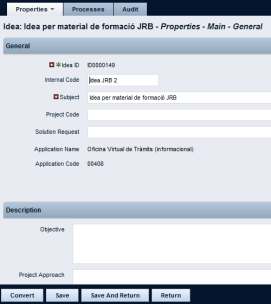 Properties Processes Audit
Idea: Idea per material de formació JRB - Properties - Main - General
General
Idea ID ID0000149
Internal Code Idea JRB 2
Subject Idea per material de formació JRB
Project Code
Solution Request
Application Name Oficina Virtual de Tràmits (informacional)
Application Code 00408
Description
Objective
Project Approach
Convert Save Save And Return Return